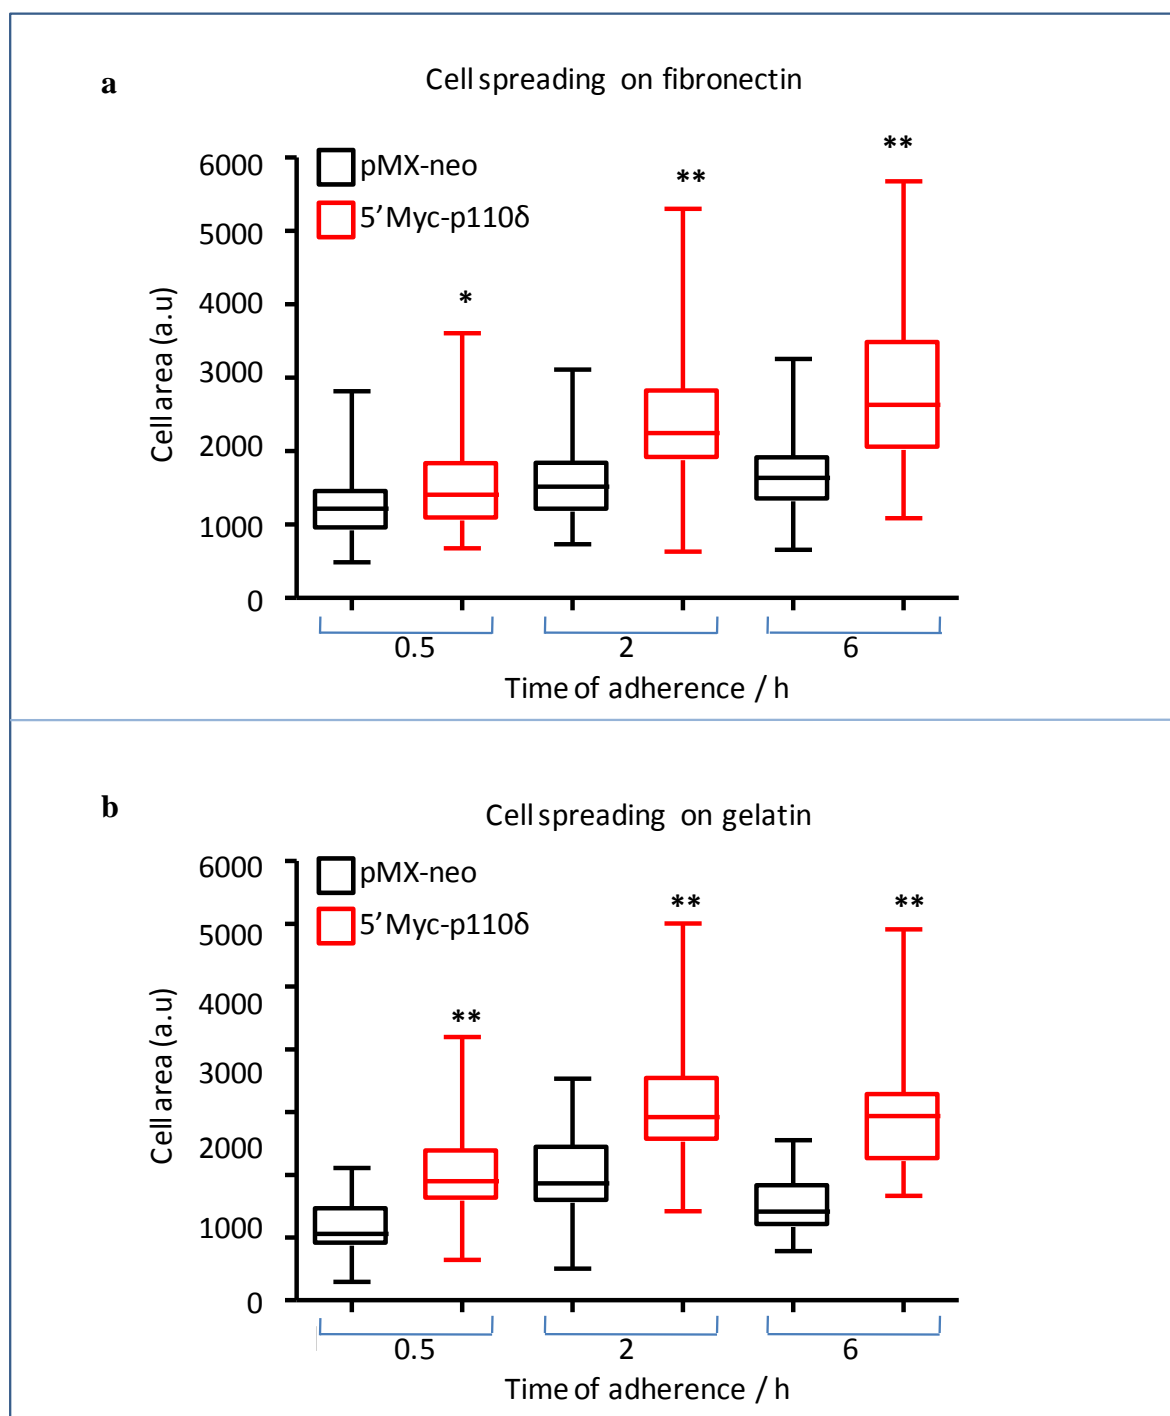 a
Cell spreading on fibronectin
6000
5000
4000
3000
2000
1000
0
Cell area (a.u)
pMX-neo
5’Myc-p110δ
*
**
**
0.5
2
6
Time of adherence / h
b
Cell spreading on gelatin
6000
5000
4000
3000
2000
1000
0
Cell area (a.u)
pMX-neo
5’Myc-p110δ
**
**
**
0.5
2
6
Time of adherence / h